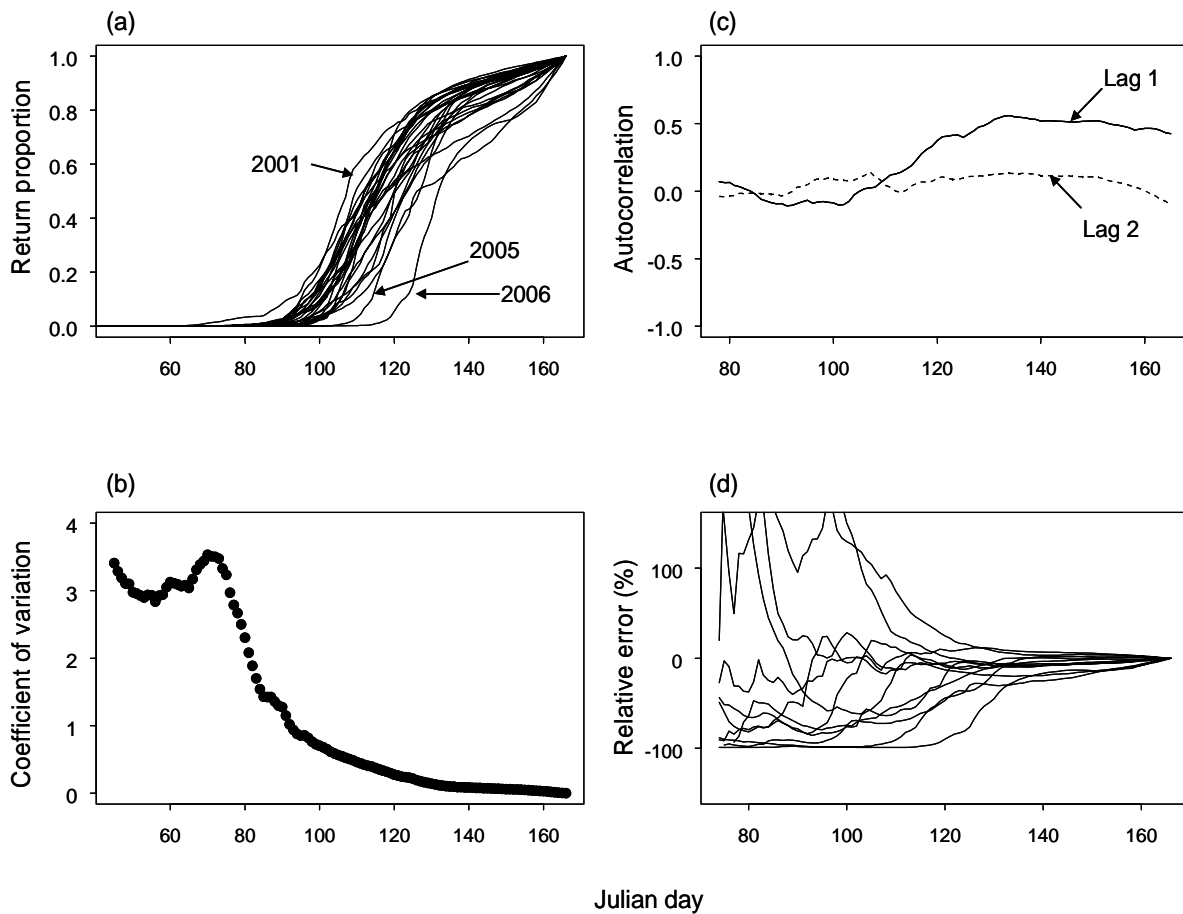 (a)
Return proportion
1.0
0.8
0.6
0.4
0.2
0.0
2001
2005
2006
60 80 100 120 140 160
(c)
Autocorrelation
1.0
0.5
0.0
-0.5
-1.0
Lag 1
Lag 2
80 100 120 140 160
(b)
Coefficient of variation
4
3
2
1
0
60 80 100 120 140 160
(d)
Relative error (%)
100
0
-100
80 100 120 140 160
Julian day